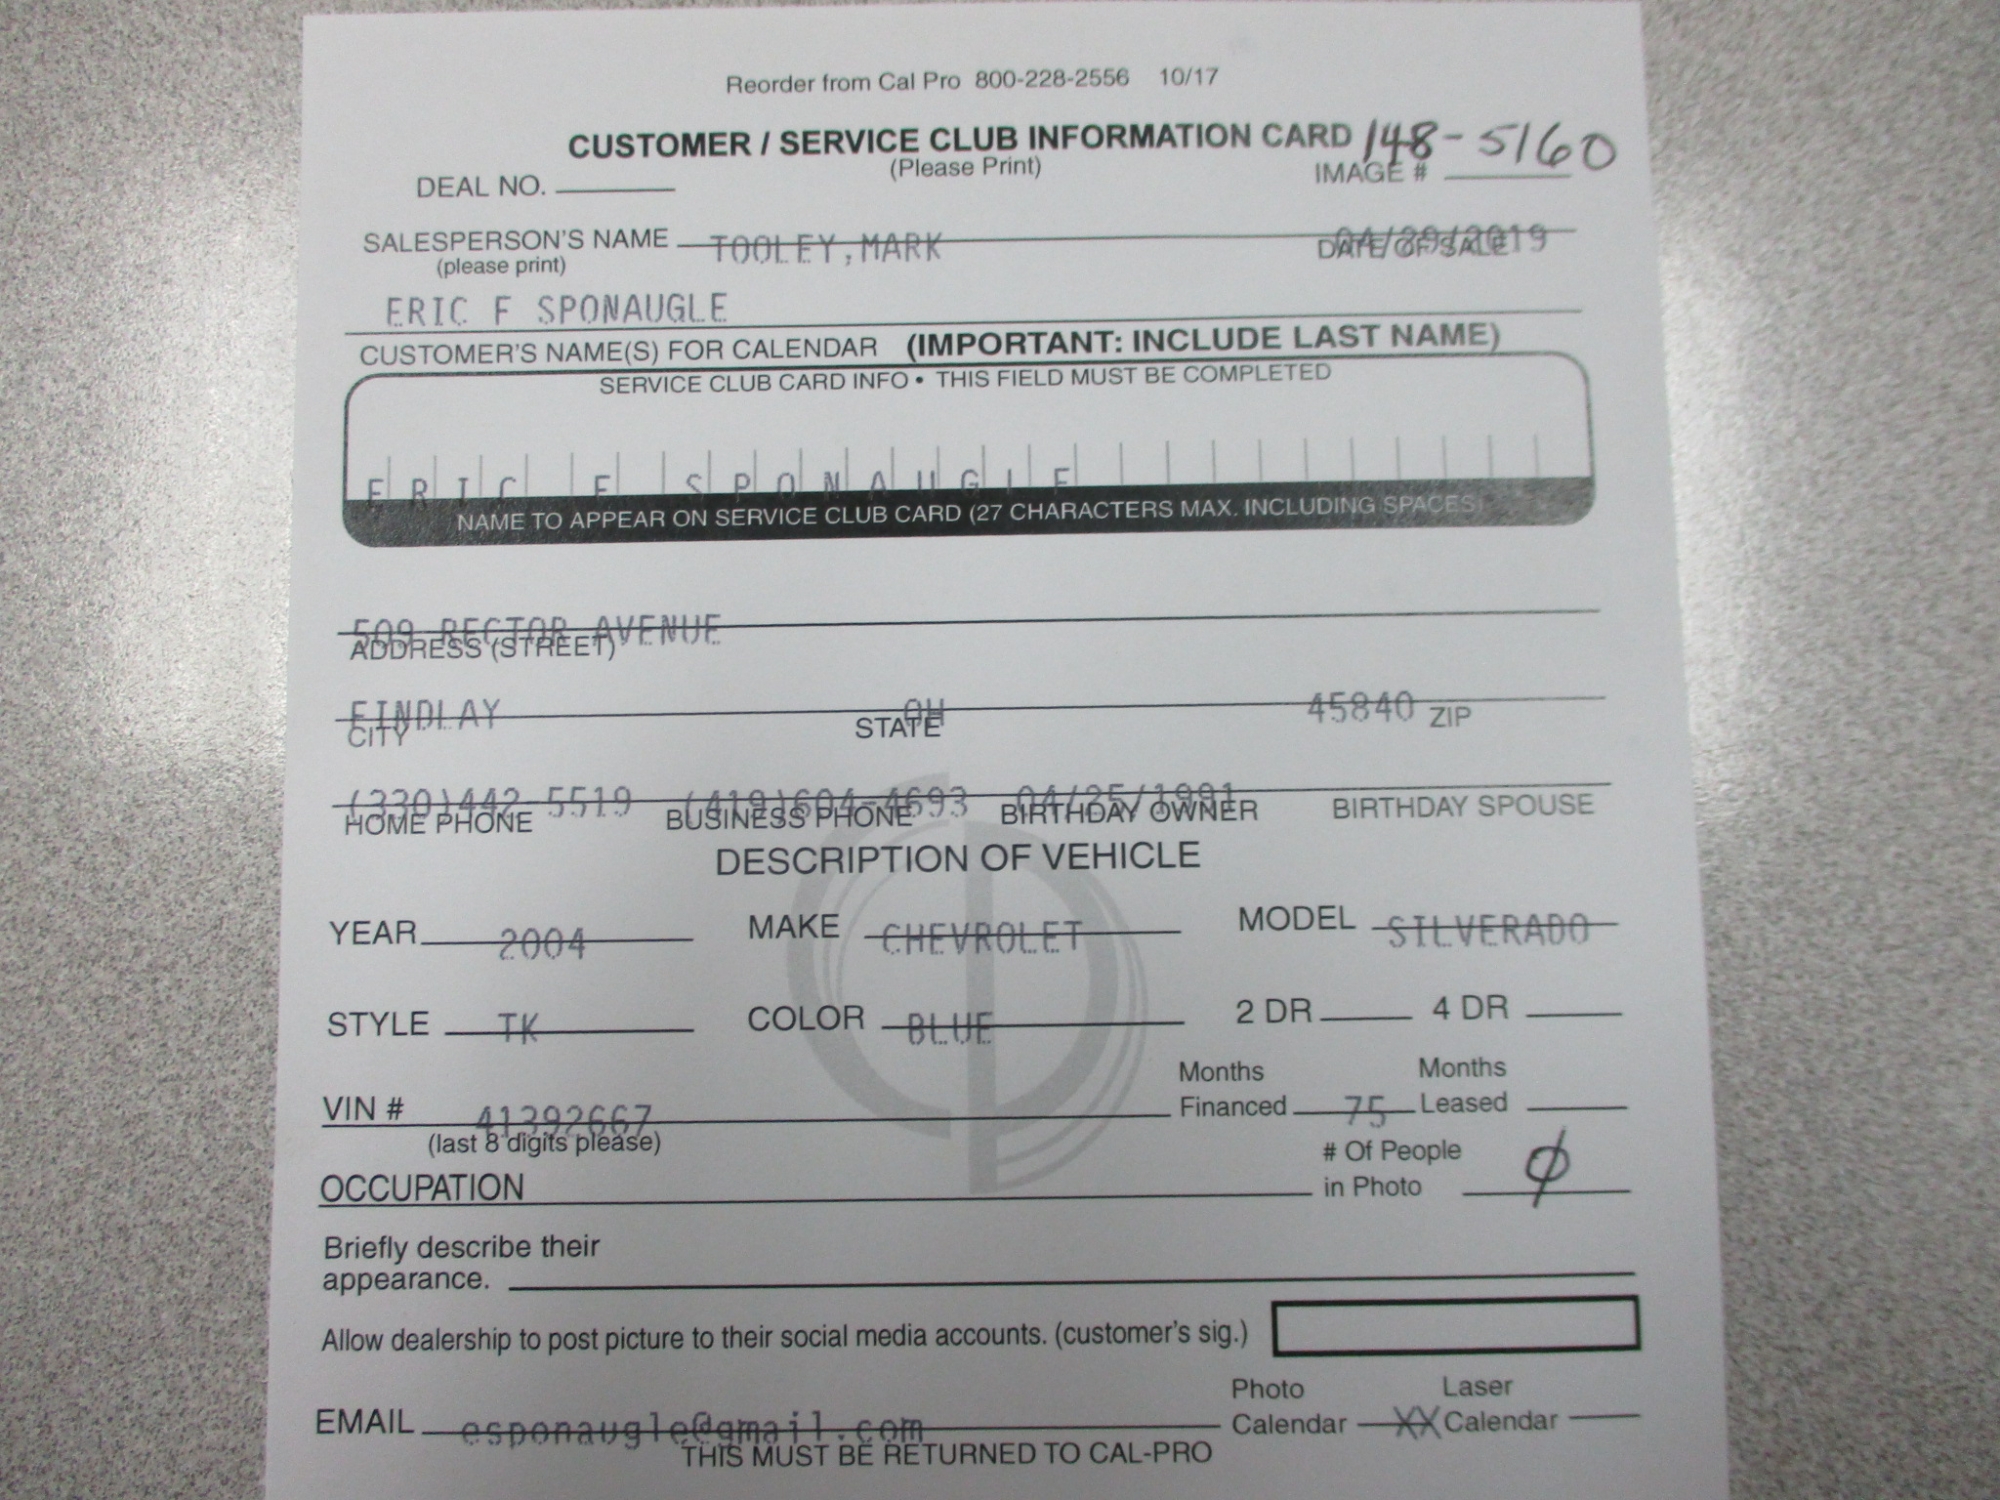 Reorder from Cal Pro 800-228-2556 10/17
CUSTOMER / SERVICE CLUB INFORMATION CARD 148-5160
(Please Print)
DEAL NO. IMAGE #
SALESPERSON'S NAME TOOLEY,MARK DATE OF SALE
(please print)
ERIC F SPONAUGLE
CUSTOMER'S NAME(S) FOR CALENDAR (IMPORTANT: INCLUDE LAST NAME)
SERVICE CLUB CARD INFO • THIS FIELD MUST BE COMPLETED
ERIC F SPONAUGLE
NAME TO APPEAR ON SERVICE CLUB CARD (27 CHARACTERS MAX. INCLUDING SPACES)
509 RECTOR AVENUE
ADDRESS (STREET)
FINDLAY OH 45840 ZIP
CITY STATE
(330)442-5519 (419)604-4693 04/25/1991
HOME PHONE BUSINESS PHONE BIRTHDAY OWNER BIRTHDAY SPOUSE
DESCRIPTION OF VEHICLE
YEAR 2004 MAKE CHEVROLET MODEL SILVERADO
STYLE TK COLOR BLUE 2 DR 4 DR
Months Months
VIN # 41392667 Financed 75 Leased
(last 8 digits please)
# Of People
OCCUPATION in Photo φ
Briefly describe their
appearance.
Allow dealership to post picture to their social media accounts. (customer's sig.)
Photo Laser
EMAIL esponaugle@gmail.com Calendar XX Calendar
THIS MUST BE RETURNED TO CAL-PRO